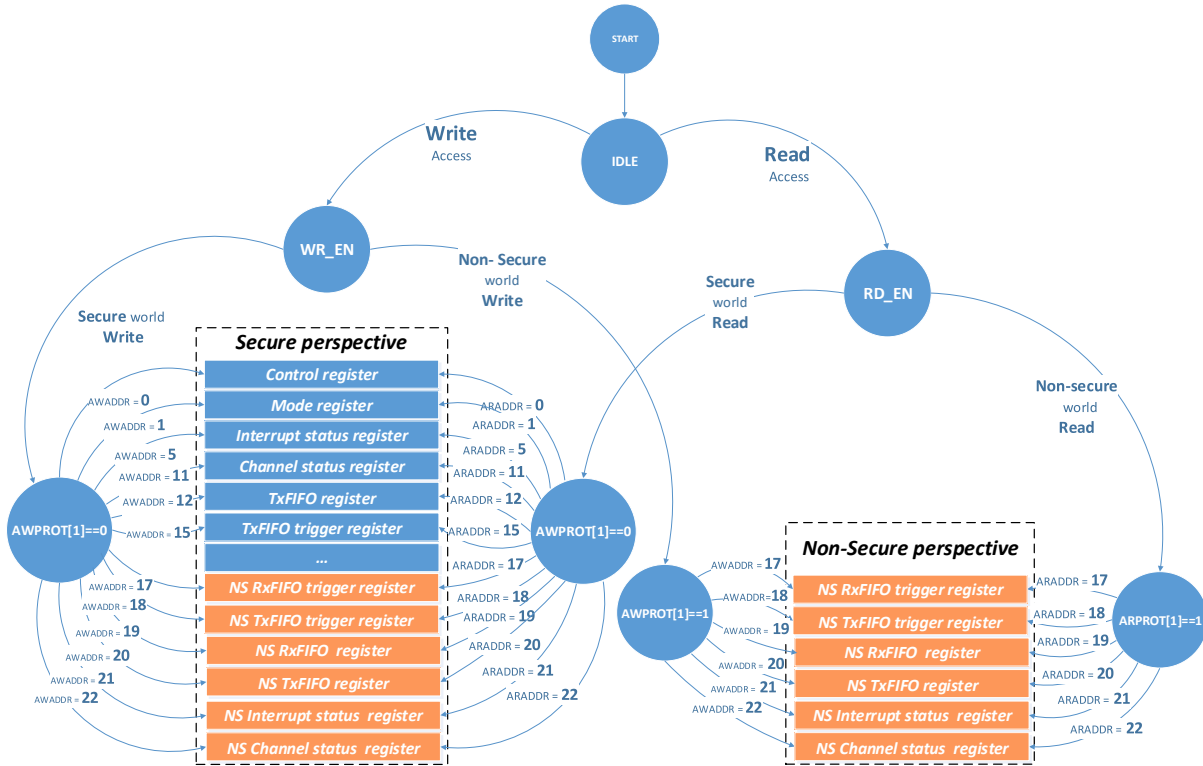 START
IDLE
Write
Access
Read
Access
WR_EN
RD_EN
Secure world
Write
Non- Secure
world
Write
Secure
world
Read
Non-secure
world
Read
Secure perspective
Control register
Mode register
Interrupt status register
Channel status register
TxFIFO register
TxFIFO trigger register
...
NS RxFIFO trigger register
NS TxFIFO trigger register
NS RxFIFO register
NS TxFIFO register
NS Interrupt status register
NS Channel status register
AWPROT[1]==0
AWADDR = 0
AWADDR = 1
AWADDR = 5
AWADDR = 11
AWADDR = 12
AWADDR = 15
AWADDR = 17
AWADDR = 18
AWADDR = 19
AWADDR = 20
AWADDR = 21
AWADDR = 22
ARADDR = 0
ARADDR = 1
ARADDR = 5
ARADDR = 11
ARADDR = 12
ARADDR = 15
ARADDR = 17
ARADDR = 18
ARADDR = 19
ARADDR = 20
ARADDR = 21
ARADDR = 22
AWPROT[1]==0
AWPROT[1]==1
AWADDR = 17
AWADDR =18
AWADDR = 19
AWADDR = 20
AWADDR = 21
AWADDR = 22
Non-Secure perspective
NS RxFIFO trigger register
NS TxFIFO trigger register
NS RxFIFO register
NS TxFIFO register
NS Interrupt status register
NS Channel status register
ARADDR = 17
ARADDR = 18
ARADDR = 19
ARADDR = 20
ARADDR = 21
ARADDR = 22
ARPROT[1]==1